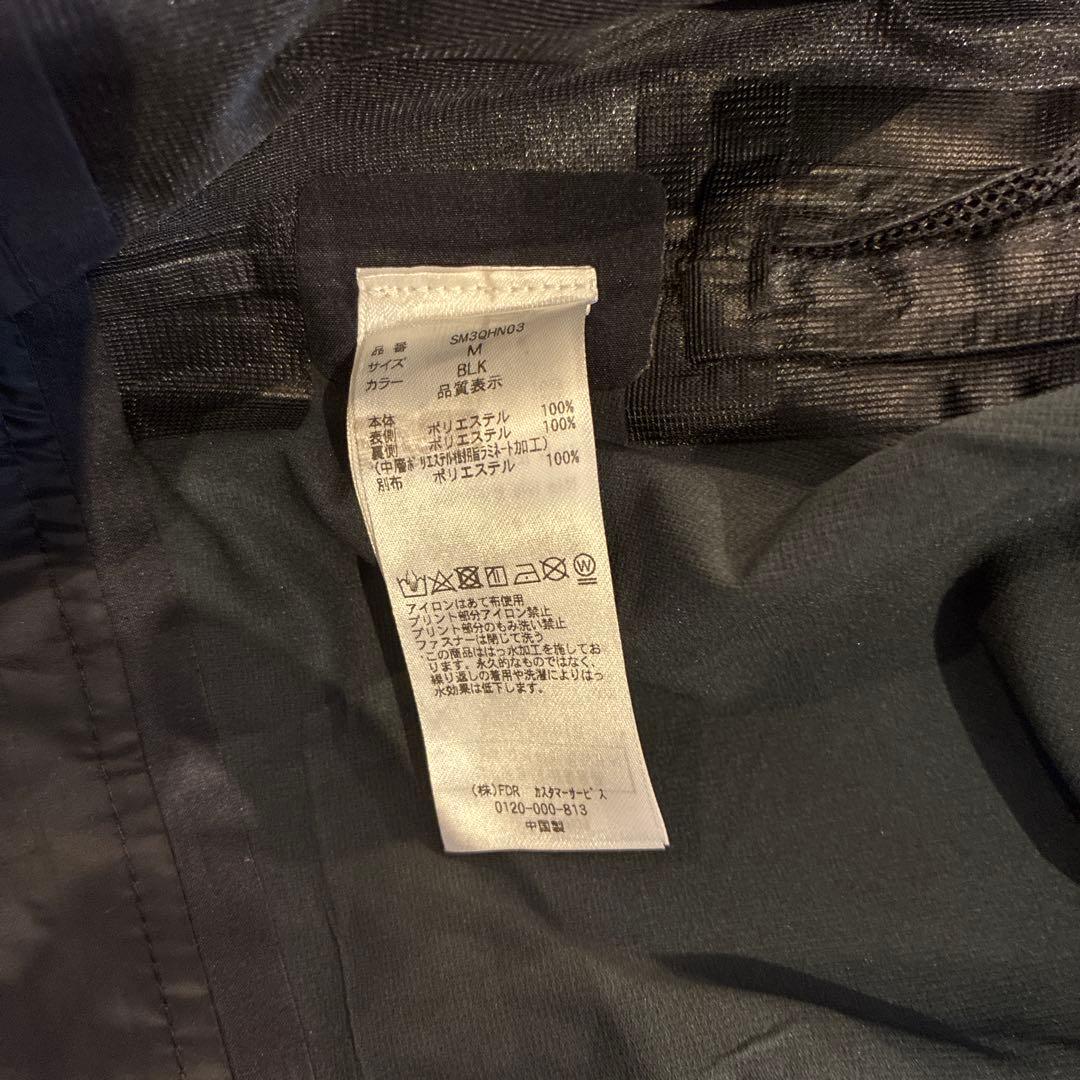 品番 SM3QHN03
サイズ M
カラー BLK
品質表示
本体
表側 ポリエステル 100%
裏側 ポリエステル 100%
(中層ポリエステル樹脂ラミネート加工)
別布 ポリエステル 100%
W
アイロンはあて布使用
プリント部分アイロン禁止
プリント部分のもみ洗い禁止
ファスナーは閉じて洗う
・この商品ははっ水加工を施してお
ります。永久的なものではなく、
繰り返しの着用や洗濯によりはっ
水効果は低下します。
(株)FDR カスタマーサービス
0120-000-813
中国製